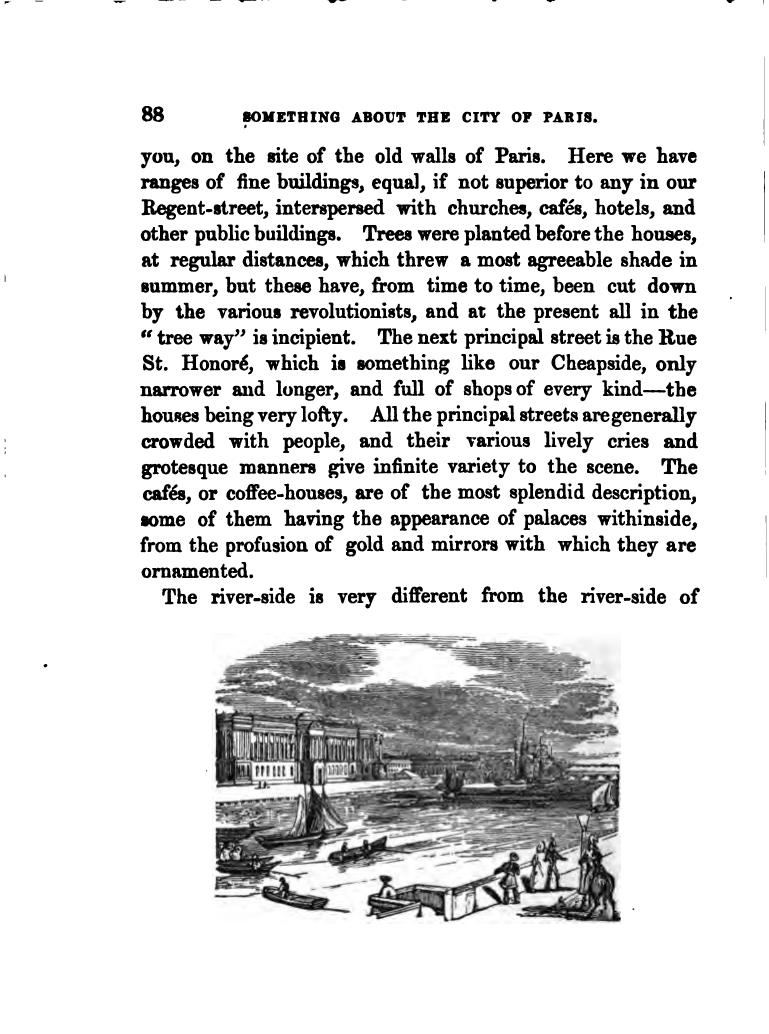 88 SOMETHING ABOUT THE CITY OF PARIS.
you, on the site of the old walls of Paris. Here we have
ranges of fine buildings, equal, if not superior to any in our
Regent-street, interspersed with churches, cafés, hotels, and
other public buildings. Trees were planted before the houses,
at regular distances, which threw a most agreeable shade in
summer, but these have, from time to time, been cut down
by the various revolutionists, and at the present all in the
“ tree way” is incipient. The next principal street is the Rue
St. Honoré, which is something like our Cheapside, only
narrower and longer, and full of shops of every kind—the
houses being very lofty. All the principal streets are generally
crowded with people, and their various lively cries and
grotesque manners give infinite variety to the scene. The
cafés, or coffee-houses, are of the most splendid description,
some of them having the appearance of palaces withinside,
from the profusion of gold and mirrors with which they are
ornamented.
The river-side is very different from the river-side of